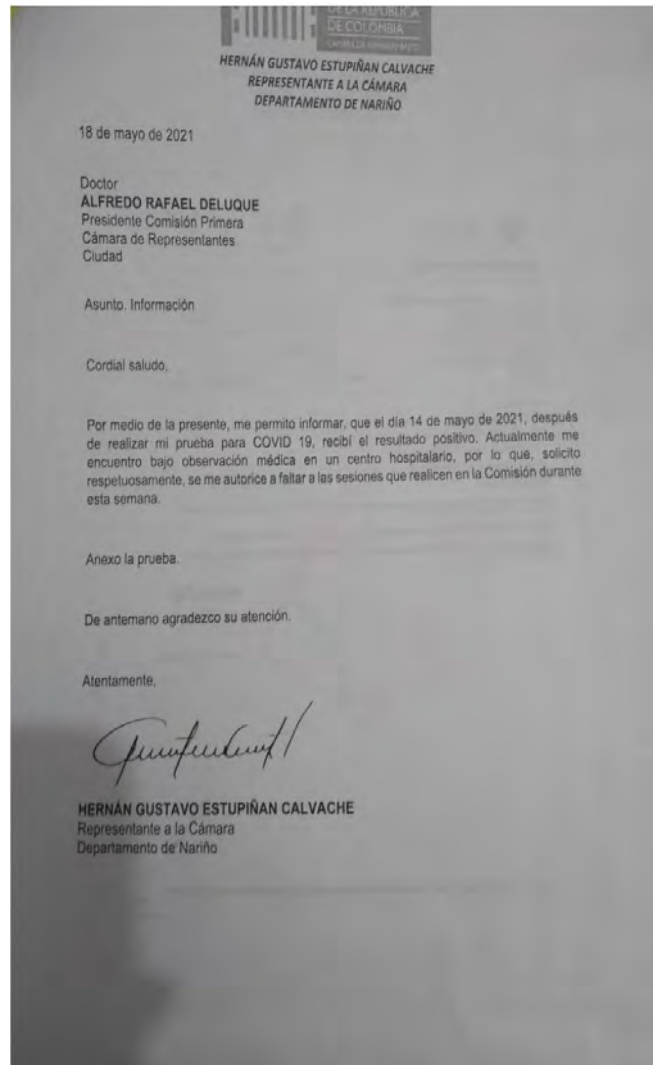 DE LA REPÚBLICA
DE COLOMBIA
HERNÁN GUSTAVO ESTUPIÑAN CALVACHE
REPRESENTANTE A LA CÁMARA
DEPARTAMENTO DE NARIÑO
18 de mayo de 2021
Doctor
ALFREDO RAFAEL DELUQUE
Presidente Comisión Primera
Cámara de Representantes
Ciudad
Asunto. Información
Cordial saludo,
Por medio de la presente, me permito informar, que el día 14 de mayo de 2021, después
de realizar mi prueba para COVID 19, recibí el resultado positivo. Actualmente me
encuentro bajo observación médica en un centro hospitalario, por lo que, solicito
respetuosamente, se me autorice a faltar a las sesiones que realicen en la Comisión durante
esta semana.
Anexo la prueba.
De antemano agradezco su atención.
Atentamente,
HERNÁN GUSTAVO ESTUPIÑAN CALVACHE
Representante a la Cámara
Departamento de Nariño